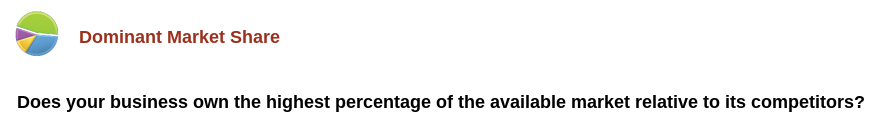 Dominant Market Share
Does your business own the highest percentage of the available market relative to its competitors?